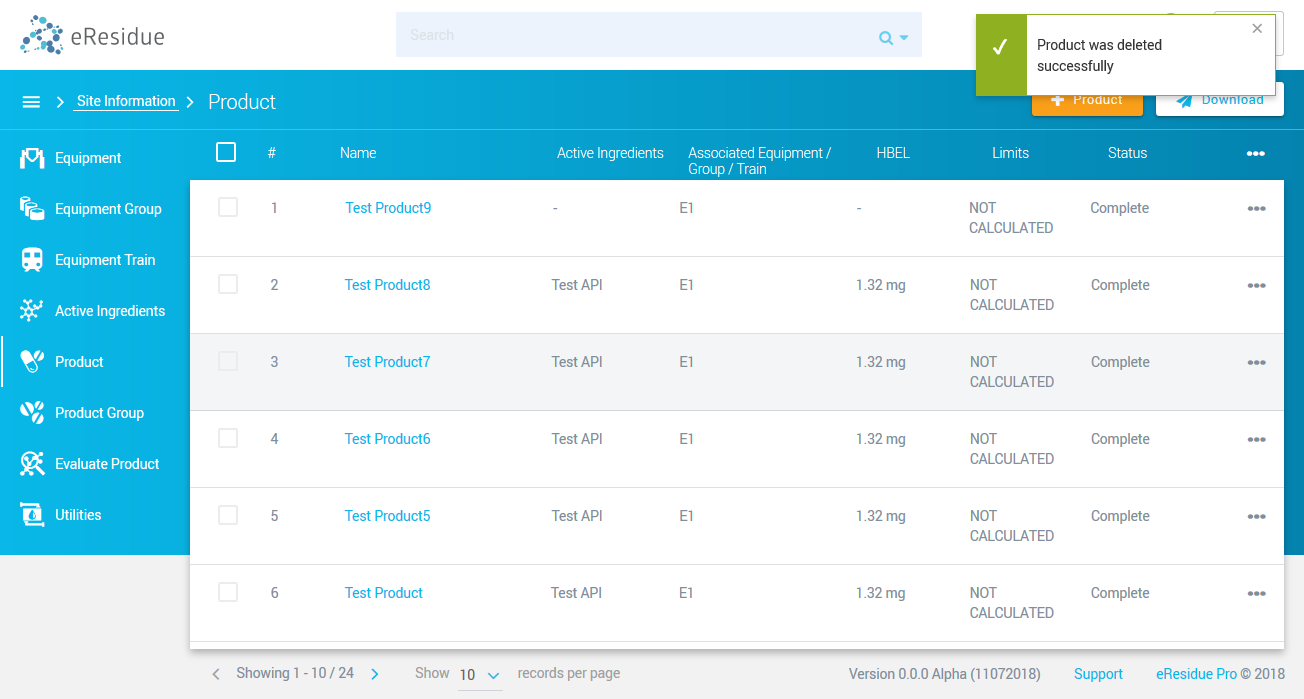 eResidue
Search
Product was deleted
successfully
Site Information
Product
Product
Download
#
Name
Active Ingredients
Associated Equipment /
Group / Train
HBEL
Limits
Status
Equipment
Equipment Group
Equipment Train
Active Ingredients
Product
Product Group
Evaluate Product
Utilities
1 Test Product9 - E1 - NOT Complete
CALCULATED
2 Test Product8 Test API E1 1.32 mg NOT Complete
CALCULATED
3 Test Product7 Test API E1 1.32 mg NOT Complete
CALCULATED
4 Test Product6 Test API E1 1.32 mg NOT Complete
CALCULATED
5 Test Product5 Test API E1 1.32 mg NOT Complete
CALCULATED
6 Test Product Test API E1 1.32 mg NOT Complete
CALCULATED
Showing 1 - 10 / 24
Show 10 records per page
Version 0.0.0 Alpha (11072018)
Support
eResidue Pro © 2018